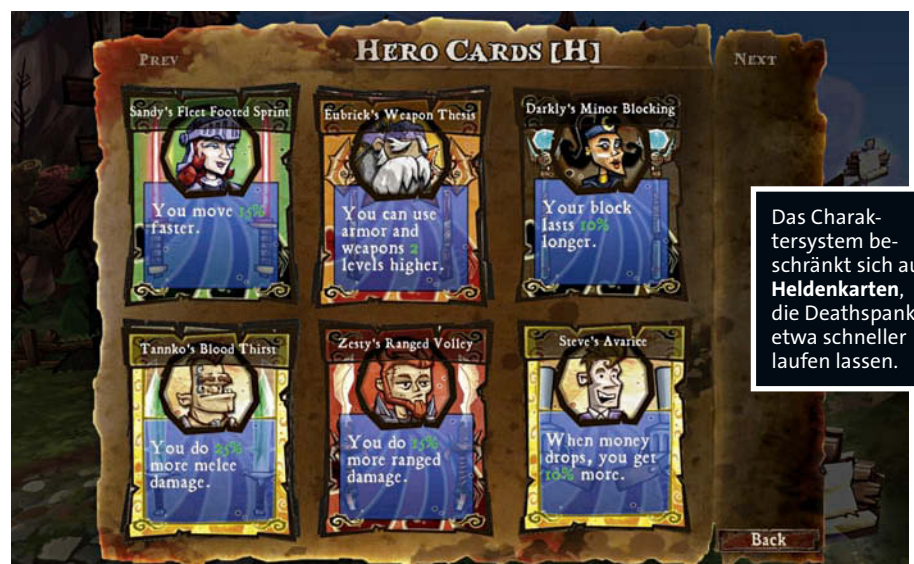 HERO CARDS [H]
PREV
NEXT
Sandy's Fleet Footed Sprint
You move 15%
faster.
Eubrick's Weapon Thesis
You can use
armor and
weapons 2
levels higher.
Darkly's Minor Blocking
Your block
lasts 10%
longer.
Tannko's Blood Thirst
You do 25%
more melee
damage.
Zesty's Ranged Volley
You do 15%
more ranged
damage.
Steve's Avarice
When money
drops, you get
10% more.
Back
Das Charak-
tersystem be-
schränkt sich au
Heldenkarten,
die Deathspank
etwa schneller
laufen lassen.